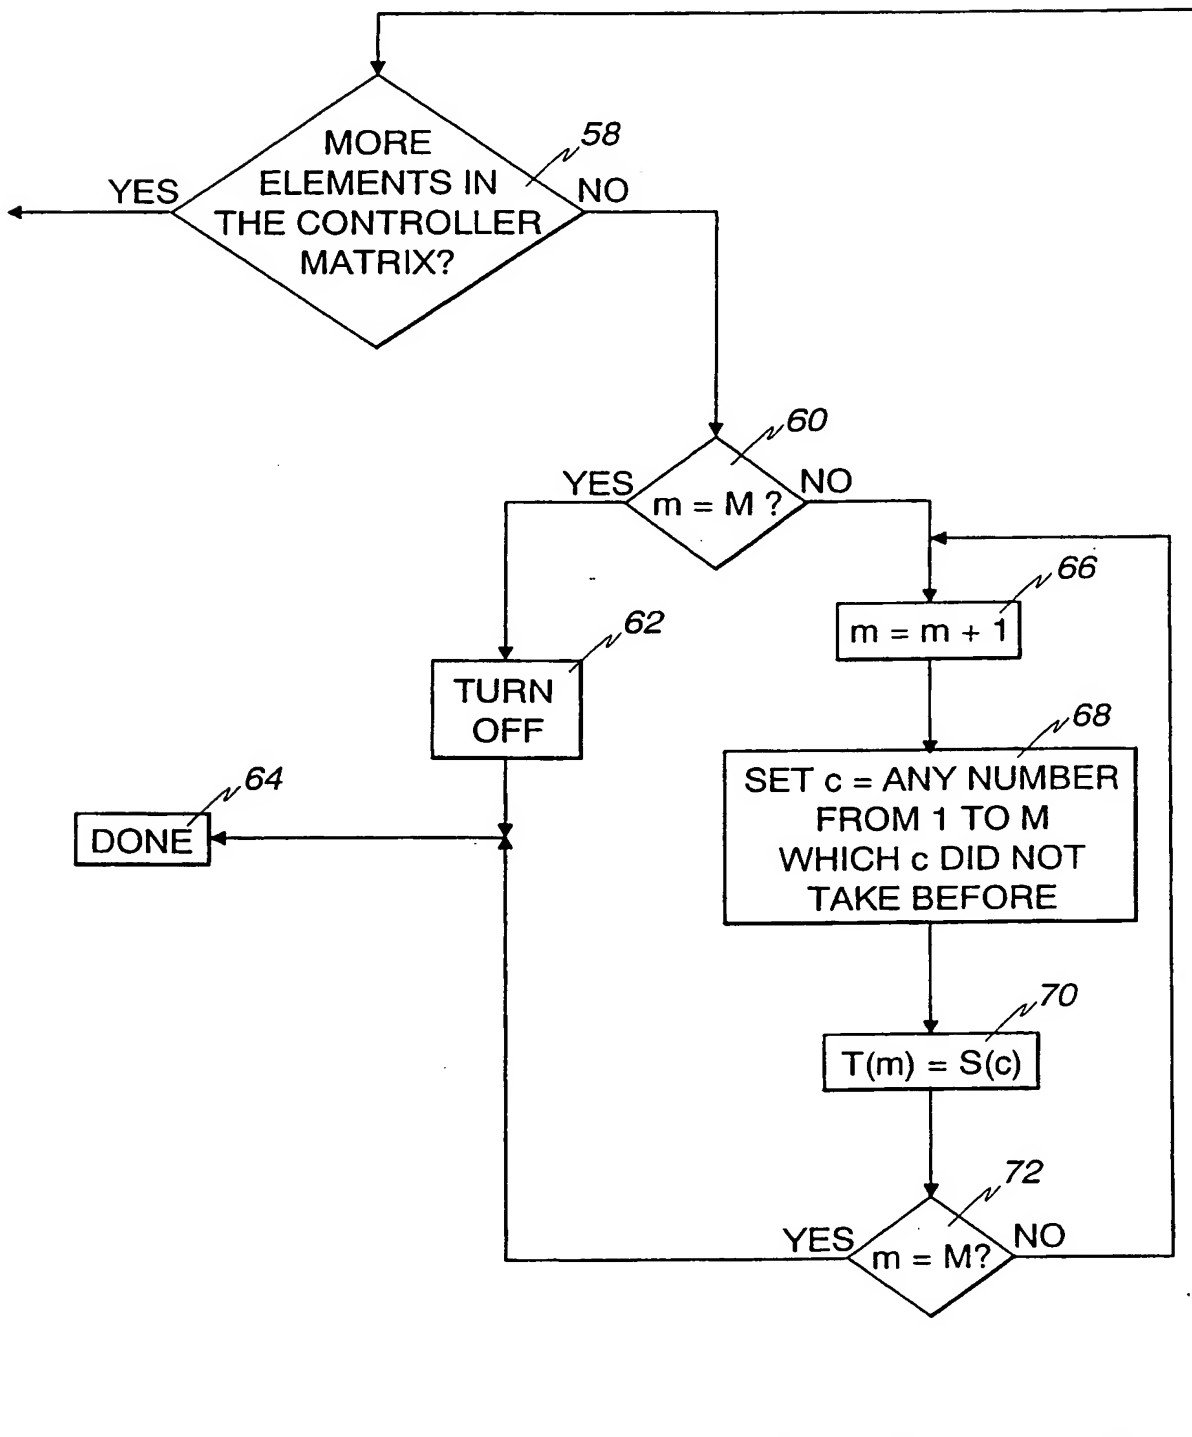 58
MORE
ELEMENTS IN
THE CONTROLLER
MATRIX?
YES
NO
60
YES
m = M ?
NO
66
m = m + 1
62
TURN
OFF
68
SET c = ANY NUMBER
FROM 1 TO M
WHICH c DID NOT
TAKE BEFORE
64
DONE
70
T(m) = S(c)
72
YES
m = M?
NO